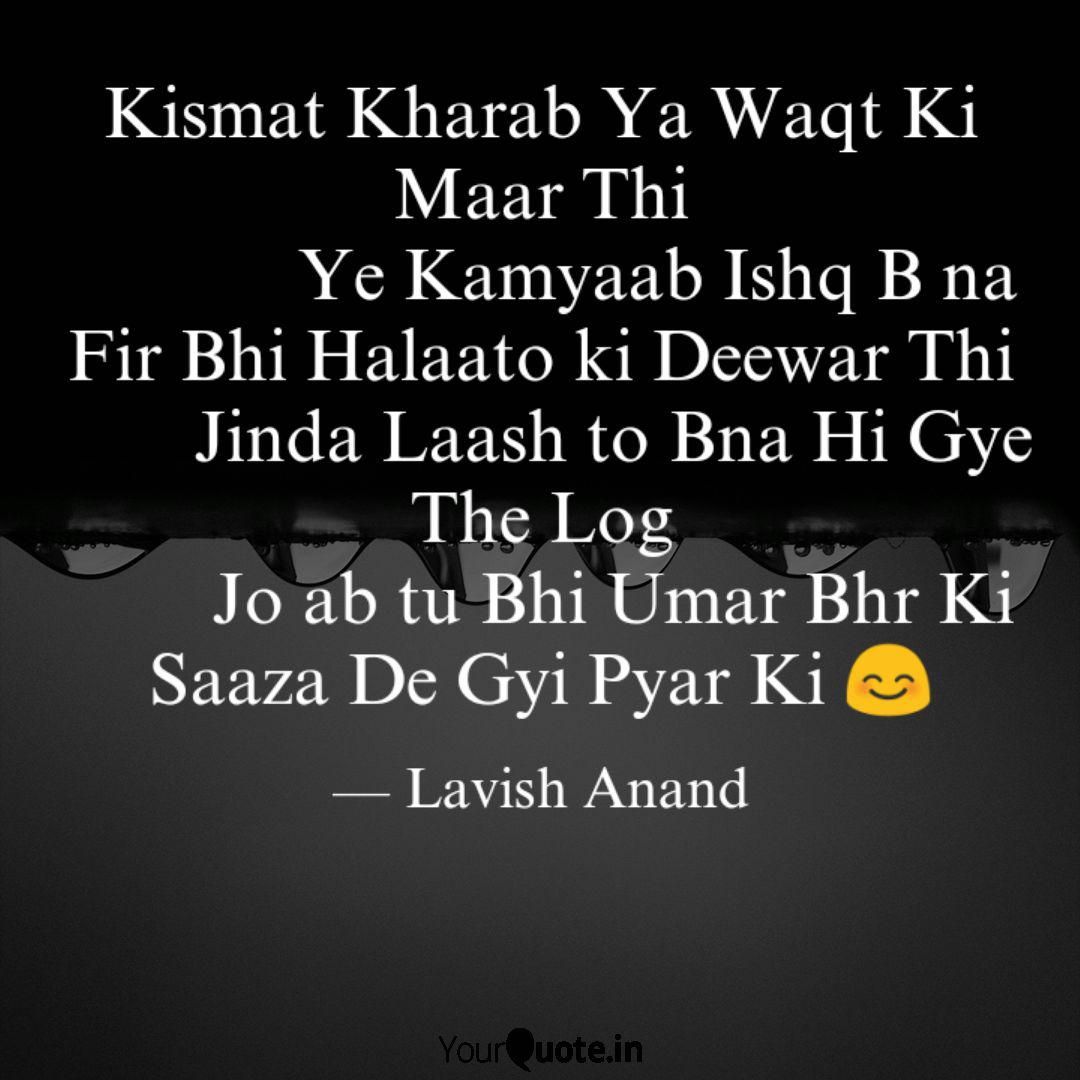 Kismat Kharab Ya Waqt Ki
Maar Thi
Ye Kamyaab Ishq B na
Fir Bhi Halaato ki Deewar Thi
Jinda Laash to Bna Hi Gye
The Log
Jo ab tu Bhi Umar Bhr Ki
Saaza De Gyi Pyar Ki 😊
— Lavish Anand
YourQuote.in